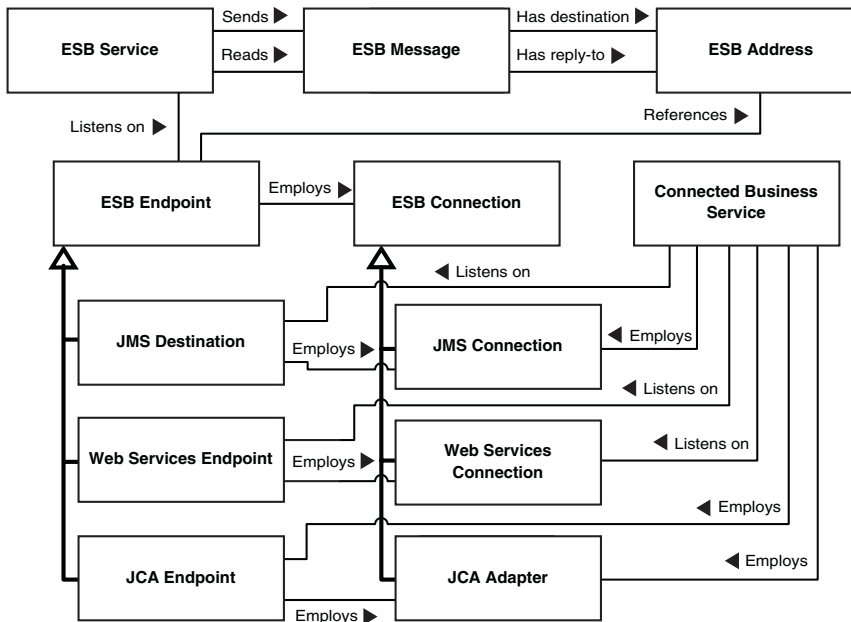 Sends
Has destination
ESB Service
ESB Message
ESB Address
Reads
Has reply-to
Listens on
References
ESB Endpoint
Employs
ESB Connection
Connected Business
Service
Listens on
JMS Destination
Employs
JMS Connection
Employs
Listens on
Web Services Endpoint
Employs
Web Services
Connection
Listens on
Employs
JCA Endpoint
JCA Adapter
Employs
Employs